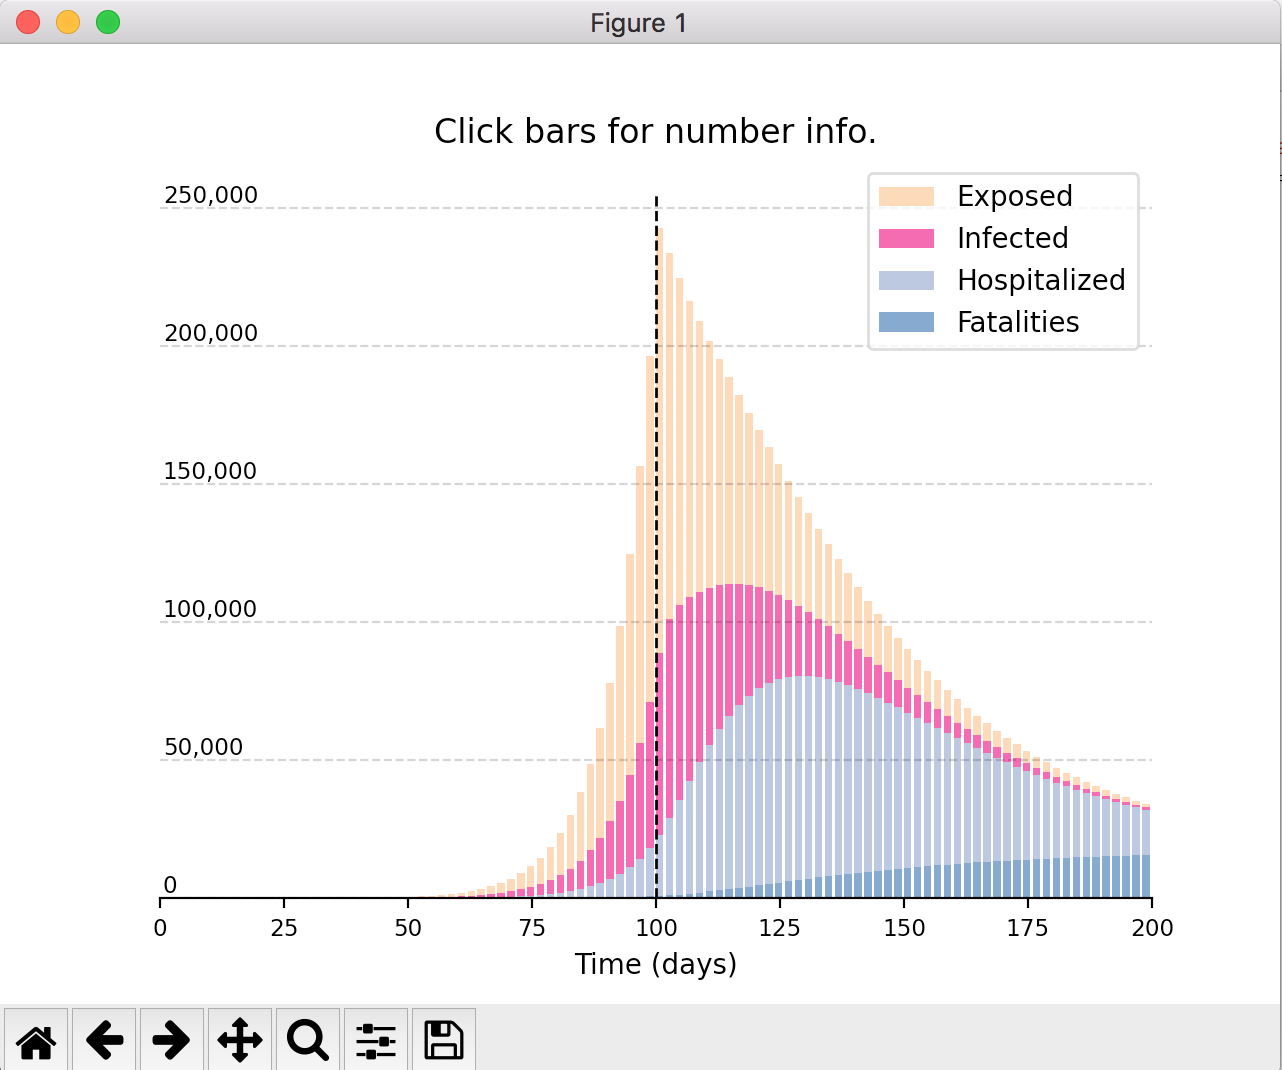 Figure 1
Click bars for number info.
250,000
Exposed
Infected
Hospitalized
Fatalities
200,000
150,000
100,000
50,000
0
0 25 50 75 100 125 150 175 200
Time (days)